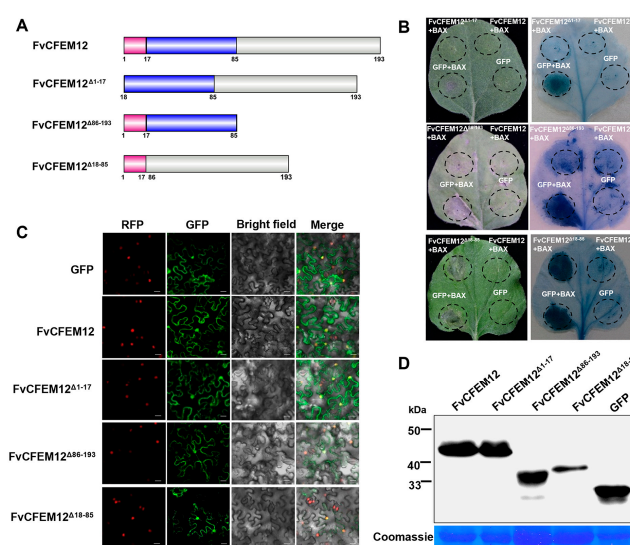 A
FvCFEM12
1 17 85 193
FvCFEM12Δ1-17
18 85 193
FvCFEM12Δ86-193
1 17 85
FvCFEM12Δ18-85
1 17 86 193
B
FvCFEM12Δ1-17 +BAX FvCFEM12 +BAX
GFP+BAX GFP
FvCFEM12Δ1-17 +BAX FvCFEM12 +BAX
GFP+BAX GFP
FvCFEM12Δ86-193 +BAX FvCFEM12 +BAX
GFP+BAX GFP
FvCFEM12Δ86-193 +BAX FvCFEM12 +BAX
GFP+BAX GFP
FvCFEM12Δ18-85 +BAX FvCFEM12 +BAX
GFP+BAX GFP
FvCFEM12Δ18-85 +BAX FvCFEM12 +BAX
GFP+BAX GFP
C
RFP GFP Bright field Merge
GFP
FvCFEM12
FvCFEM12Δ1-17
FvCFEM12Δ86-193
FvCFEM12Δ18-85
D
FvCFEM12 FvCFEM12Δ1-17 FvCFEM12Δ86-193 FvCFEM12Δ18- GFP
kDa
50
40
33
Coomassie